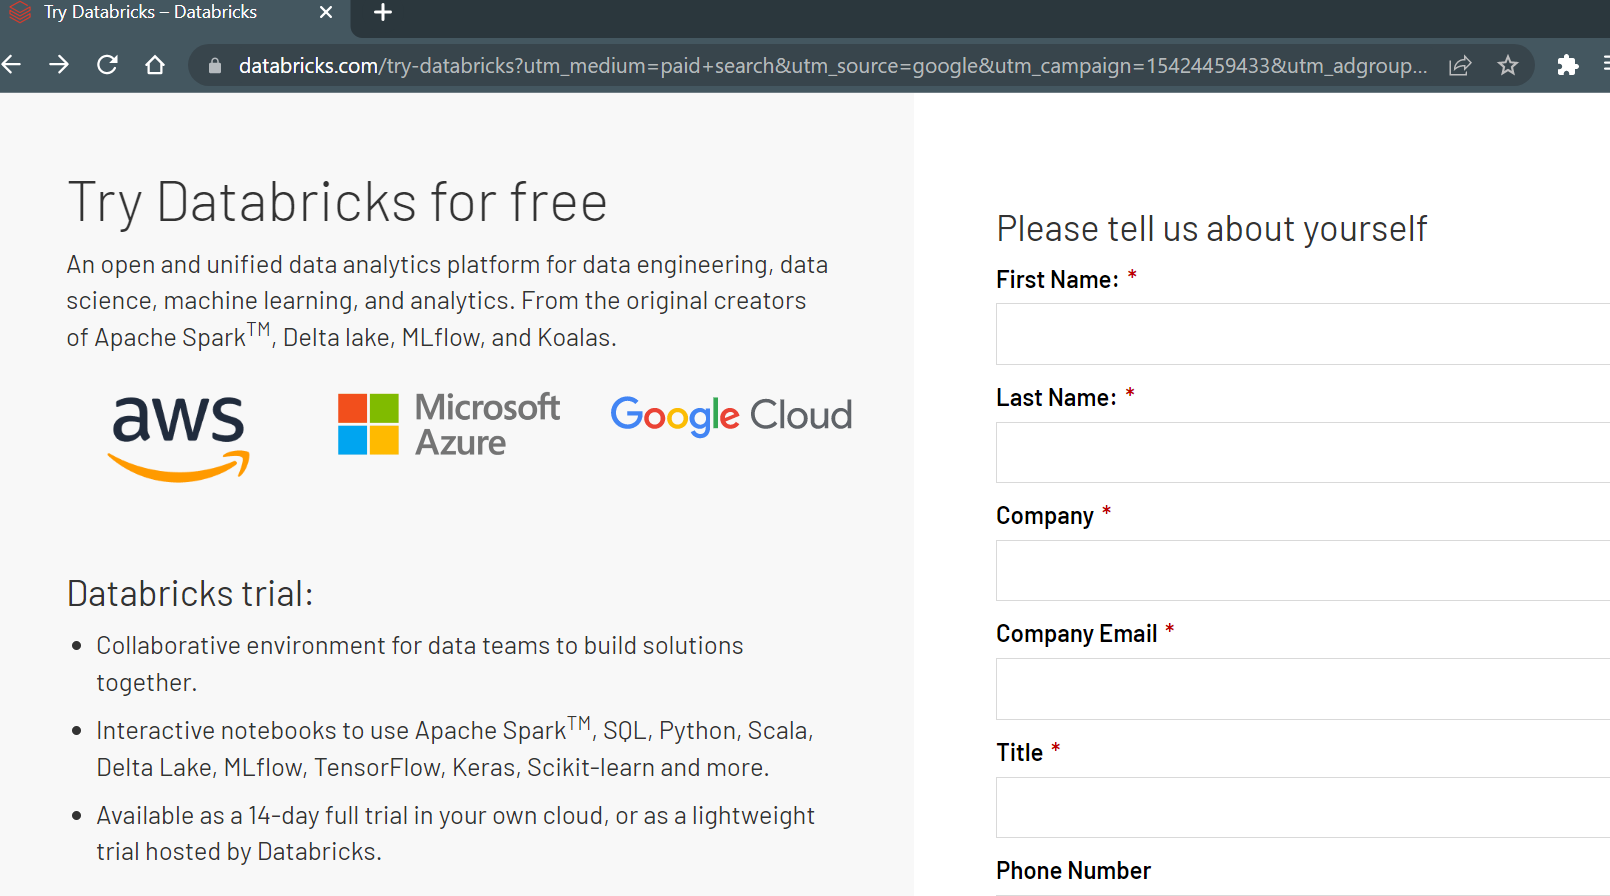 Try Databricks – Databricks
databricks.com/try-databricks?utm_medium=paid+search&utm_source=google&utm_campaign=15424459433&utm_adgroup...
Try Databricks for free
An open and unified data analytics platform for data engineering, data
science, machine learning, and analytics. From the original creators
of Apache Spark™, Delta lake, MLflow, and Koalas.
aws
Microsoft
Azure
Google Cloud
Databricks trial:
• Collaborative environment for data teams to build solutions
together.
• Interactive notebooks to use Apache Spark™, SQL, Python, Scala,
Delta Lake, MLflow, TensorFlow, Keras, Scikit-learn and more.
• Available as a 14-day full trial in your own cloud, or as a lightweight
trial hosted by Databricks.
Please tell us about yourself
First Name: *
Last Name: *
Company *
Company Email *
Title *
Phone Number